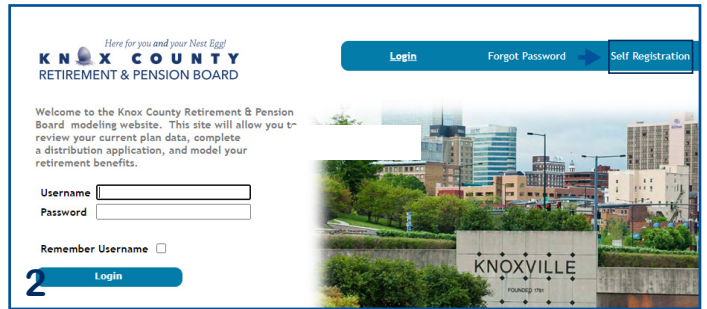 Here for you and your Nest Egg!
KNOX COUNTY
RETIREMENT & PENSION BOARD
Login Forgot Password Self Registration
Welcome to the Knox County Retirement & Pension
Board modeling website. This site will allow you to
review your current plan data, complete
a distribution application, and model your
retirement benefits.
Username
Password
Remember Username
Login
2
KNOXVILLE
FOUNDED 1791